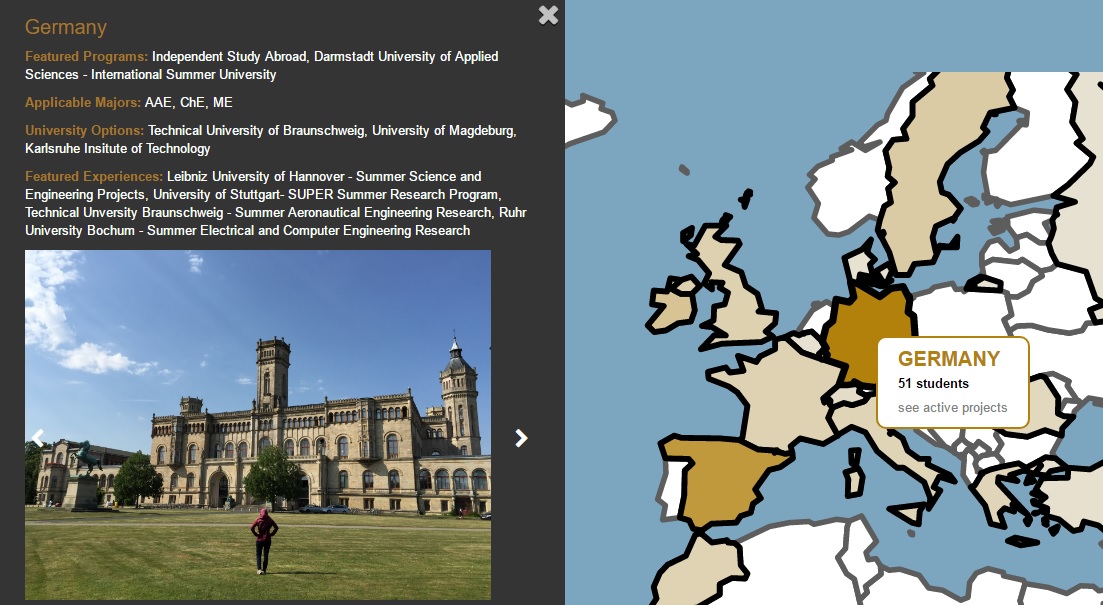 Germany
Featured Programs: Independent Study Abroad, Darmstadt University of Applied
Sciences - International Summer University
Applicable Majors: AAE, ChE, ME
University Options: Technical University of Braunschweig, University of Magdeburg,
Karlsruhe Insitute of Technology
Featured Experiences: Leibniz University of Hannover - Summer Science and
Engineering Projects, University of Stuttgart- SUPER Summer Research Program,
Technical Unversity Braunschweig - Summer Aeronautical Engineering Research, Ruhr
University Bochum - Summer Electrical and Computer Engineering Research
GERMANY
51 students
see active projects